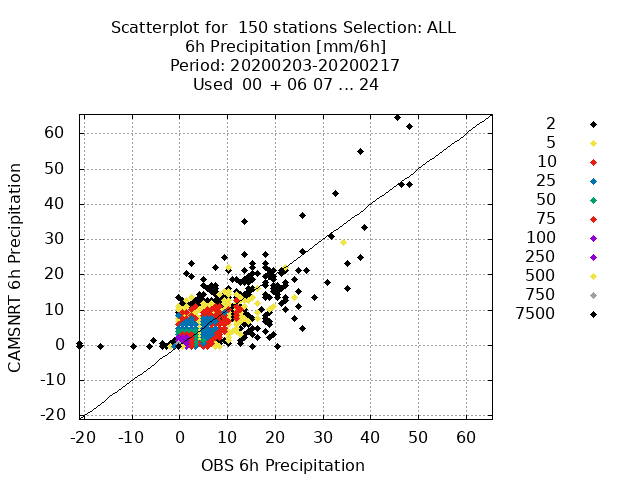 Scatterplot for  150 stations Selection: ALL
6h Precipitation [mm/6h]
Period: 20200203-20200217
Used  00  + 06 07 ... 24
CAMSNRT 6h Precipitation
60
50
40
30
20
10
0
-10
-20
-20 -10 0 10 20 30 40 50 60
OBS 6h Precipitation
2
5
10
25
50
75
100
250
500
750
7500